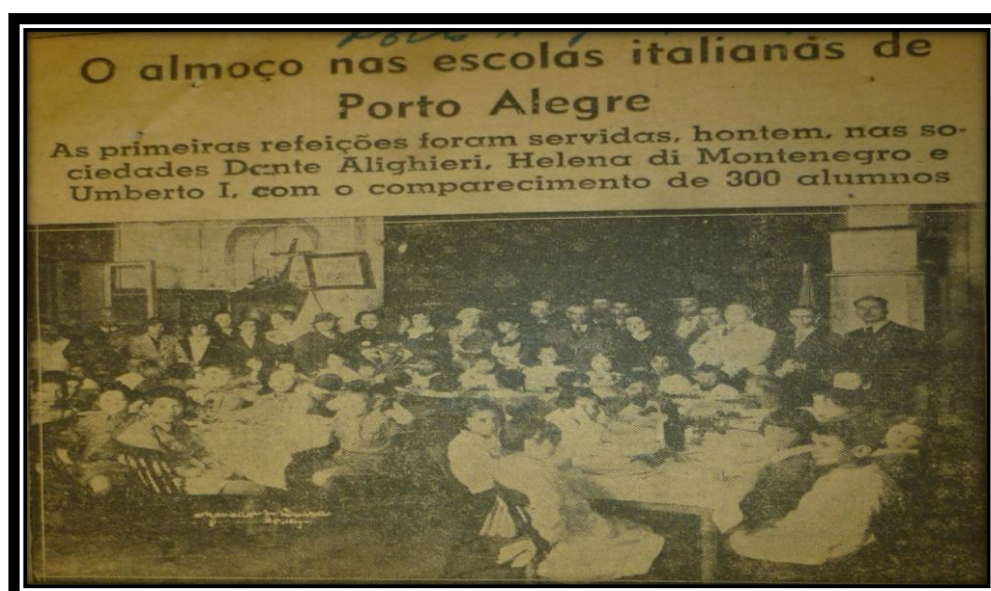 O almoço nas escolas italianas de
Porto Alegre
As primeiras refeições foram servidas, hontem, nas so-
ciedades Dante Alighieri, Helena di Montenegro e
Umberto I, com o comparecimento de 300 alumnos